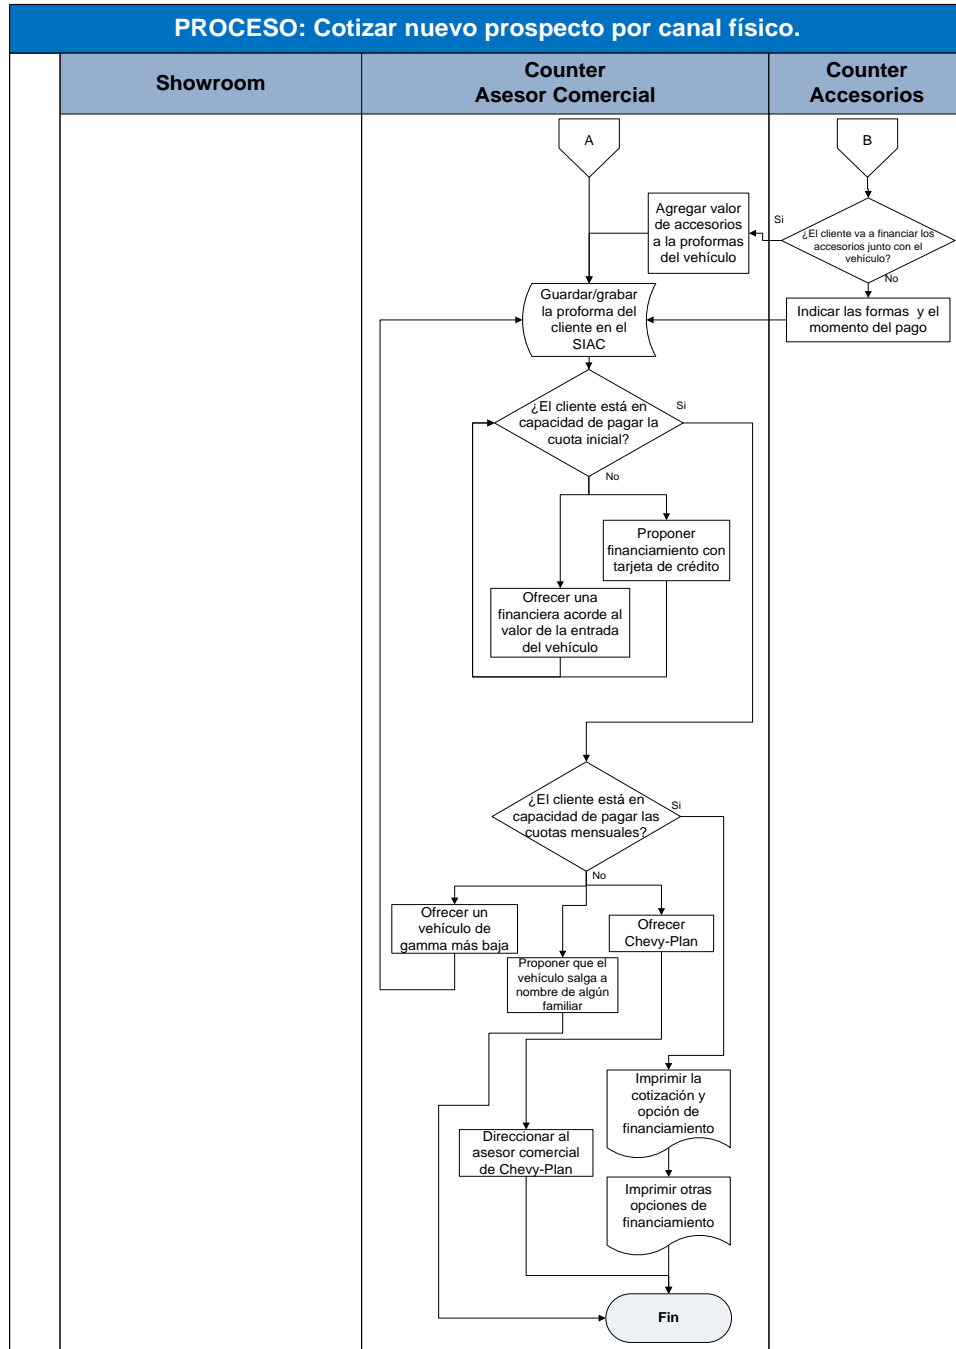 PROCESO: Cotizar nuevo prospecto por canal físico.
Showroom
Counter
Asesor Comercial
Counter
Accesorios
A
B
Agregar valor
de accesorios
a la proformas
del vehículo
Si
¿El cliente va a financiar los
accesorios junto con el
vehículo?
No
Guardar/grabar
la proforma del
cliente en el
SIAC
Indicar las formas  y el
momento del pago
¿El cliente está en
capacidad de pagar la
cuota inicial?
Si
No
Proponer
financiamiento con
tarjeta de crédito
Ofrecer una
financiera acorde al
valor de la entrada
del vehículo
¿El cliente está en
capacidad de pagar las
cuotas mensuales?
Si
No
Ofrecer un
vehículo de
gamma más baja
Ofrecer
Chevy-Plan
Proponer que el
vehículo salga a
nombre de algún
familiar
Imprimir la
cotización y
opción de
financiamiento
Direccionar al
asesor comercial
de Chevy-Plan
Imprimir otras
opciones de
financiamiento
Fin